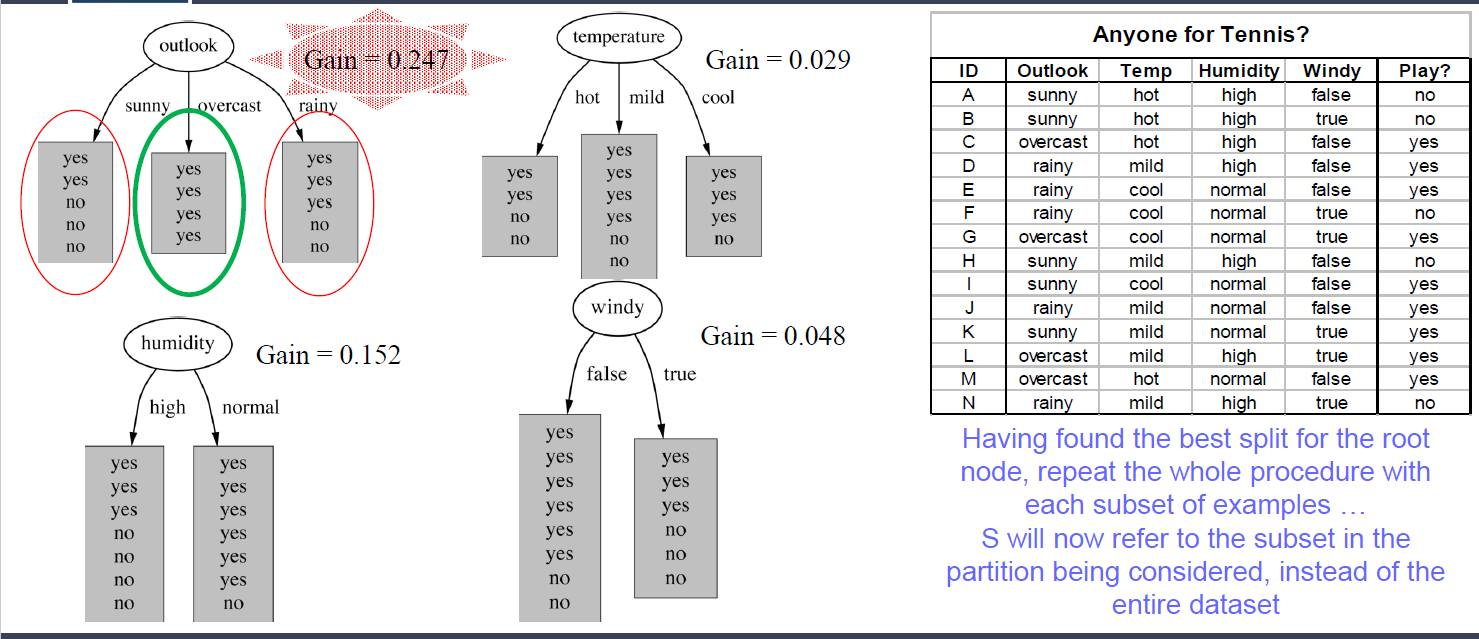 outlook
Gain = 0.247
sunny
overcast
rainy
yes
yes
no
no
no
yes
yes
yes
yes
yes
yes
yes
no
no
temperature
Gain = 0.029
hot
mild
cool
yes
yes
no
no
yes
yes
yes
yes
no
no
yes
yes
yes
no
humidity
Gain = 0.152
high
normal
yes
yes
yes
no
no
no
no
yes
yes
yes
yes
yes
yes
no
windy
Gain = 0.048
false
true
yes
yes
yes
yes
yes
yes
no
no
yes
yes
yes
no
no
no
Anyone for Tennis?
ID Outlook Temp Humidity Windy Play?
A sunny hot high false no
B sunny hot high true no
C overcast hot high false yes
D rainy mild high false yes
E rainy cool normal false yes
F rainy cool normal true no
G overcast cool normal true yes
H sunny mild high false no
I sunny cool normal false yes
J rainy mild normal false yes
K sunny mild normal true yes
L overcast mild high true yes
M overcast hot normal false yes
N rainy mild high true no
Having found the best split for the root
node, repeat the whole procedure with
each subset of examples …
S will now refer to the subset in the
partition being considered, instead of the
entire dataset